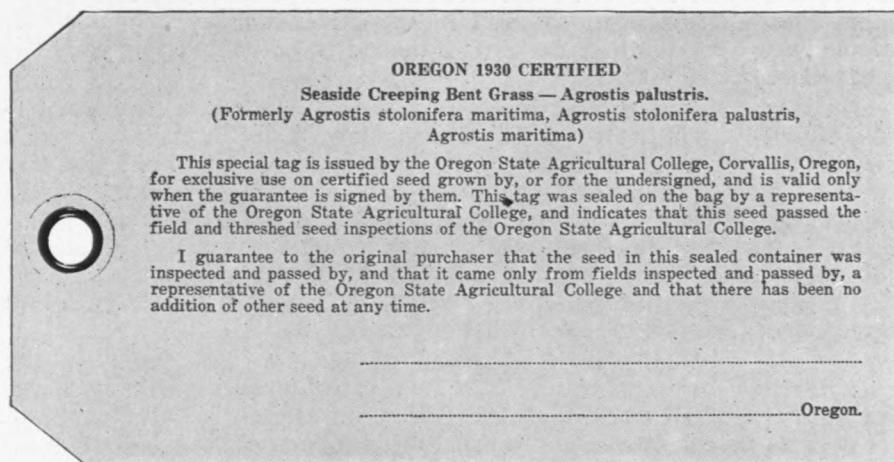 OREGON 1930 CERTIFIED
Seaside Creeping Bent Grass — Agrostis palustris.
(Formerly Agrostis stolonifera maritima, Agrostis stolonifera palustris,
Agrostis maritima)
This special tag is issued by the Oregon State Agricultural College, Corvallis, Oregon,
for exclusive use on certified seed grown by, or for the undersigned, and is valid only
when the guarantee is signed by them. This tag was sealed on the bag by a representa-
tive of the Oregon State Agricultural College, and indicates that this seed passed the
field and threshed seed inspections of the Oregon State Agricultural College.
I guarantee to the original purchaser that the seed in this sealed container was
inspected and passed by, and that it came only from fields inspected and passed by, a
representative of the Oregon State Agricultural College and that there has been no
addition of other seed at any time.
Oregon.